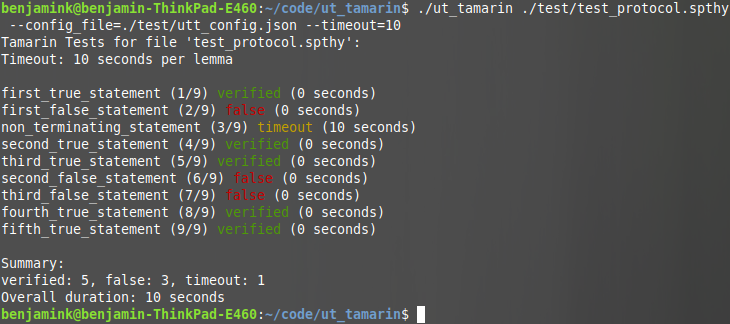 benjamink@benjamin-ThinkPad-E460:~/code/ut_tamarin$ ./ut_tamarin ./test/test_protocol.spthy
 --config_file=./test/utt_config.json --timeout=10
Tamarin Tests for file 'test_protocol.spthy':
Timeout: 10 seconds per lemma

first_true_statement (1/9) verified (0 seconds)
first_false_statement (2/9) false (0 seconds)
non_terminating_statement (3/9) timeout (10 seconds)
second_true_statement (4/9) verified (0 seconds)
third_true_statement (5/9) verified (0 seconds)
second_false_statement (6/9) false (0 seconds)
third_false_statement (7/9) false (0 seconds)
fourth_true_statement (8/9) verified (0 seconds)
fifth_true_statement (9/9) verified (0 seconds)

Summary:
verified: 5, false: 3, timeout: 1
Overall duration: 10 seconds
benjamink@benjamin-ThinkPad-E460:~/code/ut_tamarin$